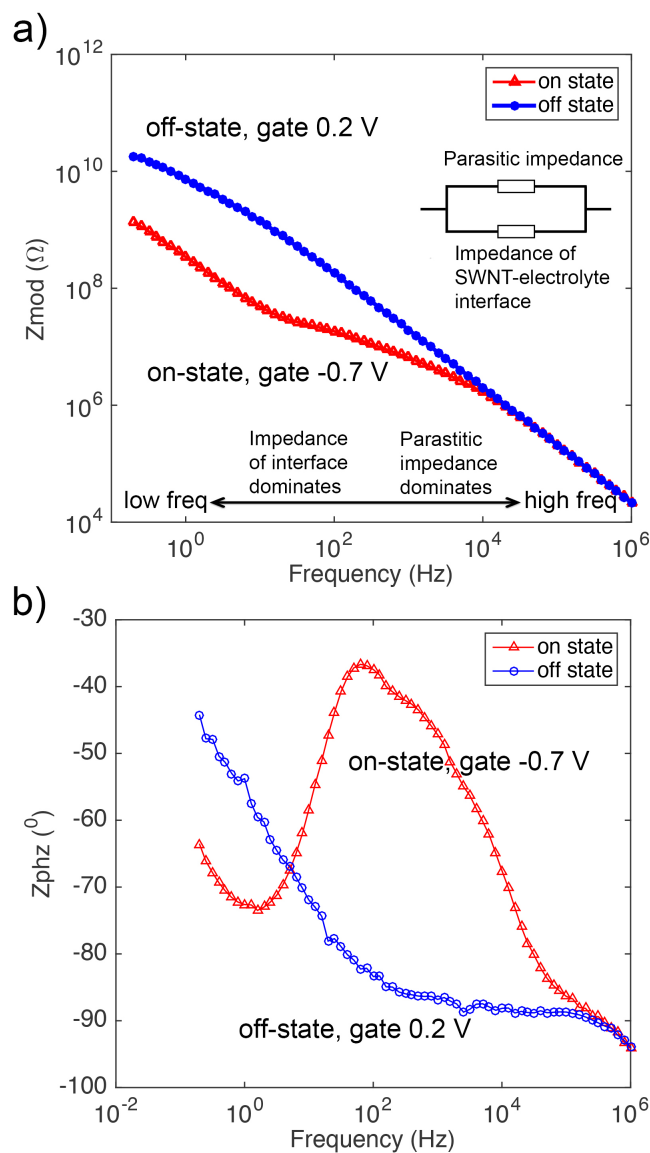 a)
10^12
10^10
10^8
10^6
10^4
Zmod (Ω)
on state
off state
off-state, gate 0.2 V
Parasitic impedance
Impedance of
SWNT-electrolyte
interface
on-state, gate -0.7 V
Impedance
of interface
dominates
Parastitic
impedance
dominates
low freq
high freq
10^0
10^2
10^4
10^6
Frequency (Hz)
b)
-30
-40
-50
-60
-70
-80
-90
-100
Zphz (^0)
on state
off state
on-state, gate -0.7 V
off-state, gate 0.2 V
10^-2
10^0
10^2
10^4
10^6
Frequency (Hz)